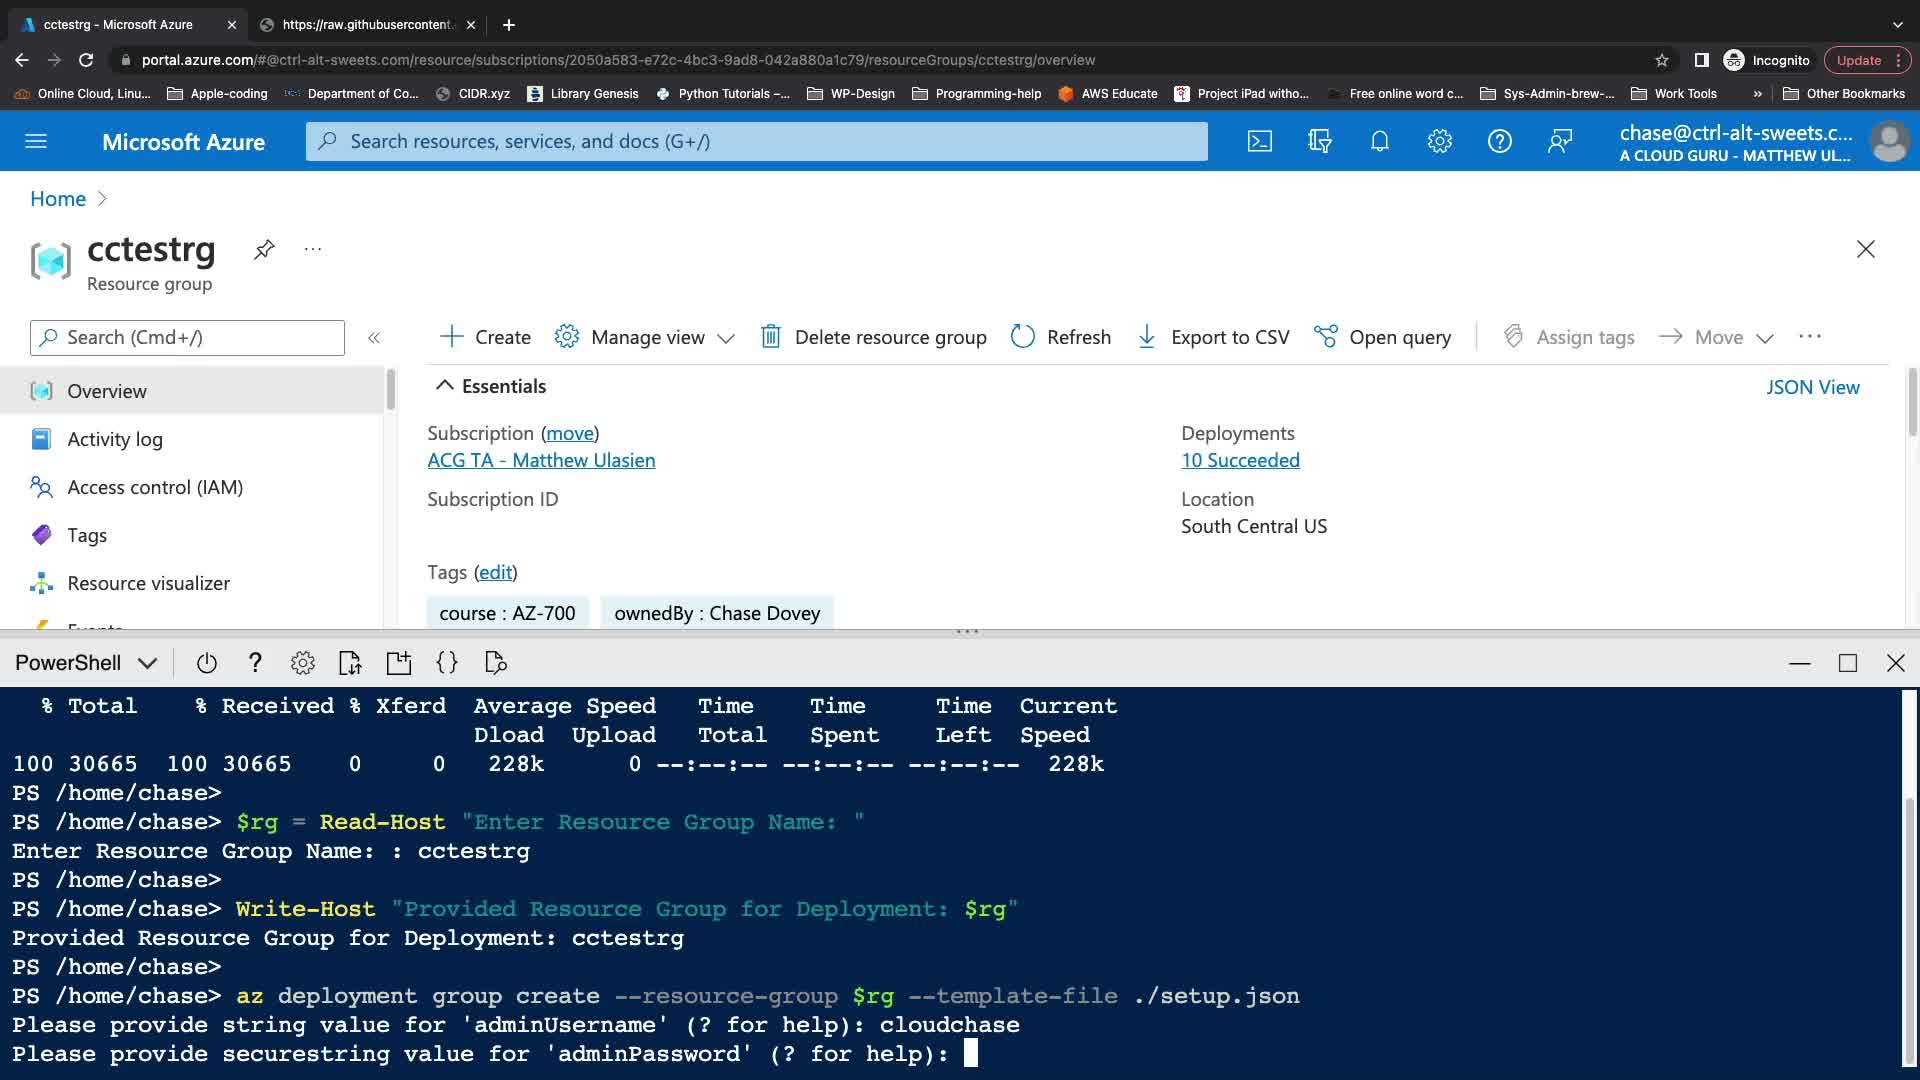 cctestrg - Microsoft Azure
https://raw.githubusercontent.
portal.azure.com/#@ctrl-alt-sweets.com/resource/subscriptions/2050a583-e72c-4bc3-9ad8-042a880a1c79/resourceGroups/cctestrg/overview
Incognito
Update
Online Cloud, Linu...
Apple-coding
Department of Co...
CIDR.xyz
Library Genesis
Python Tutorials –...
WP-Design
Programming-help
AWS Educate
Project iPad witho...
Free online word c...
Sys-Admin-brew-...
Work Tools
»
Other Bookmarks
Microsoft Azure
Search resources, services, and docs (G+/)
chase@ctrl-alt-sweets.c...
A CLOUD GURU - MATTHEW UL...
Home
cctestrg
Resource group
Search (Cmd+/)
Create
Manage view
Delete resource group
Refresh
Export to CSV
Open query
Assign tags
Move
Overview
Activity log
Access control (IAM)
Tags
Resource visualizer
Events
Essentials
JSON View
Subscription (move)
ACG TA - Matthew Ulasien
Subscription ID
Deployments
10 Succeeded
Location
South Central US
Tags (edit)
course : AZ-700
ownedBy : Chase Dovey
PowerShell
% Total % Received % Xferd Average Speed Time Time Time Current
Dload Upload Total Spent Left Speed
100 30665 100 30665 0 0 228k 0 --:--:-- --:--:-- --:--:-- 228k
PS /home/chase>
PS /home/chase> $rg = Read-Host "Enter Resource Group Name: "
Enter Resource Group Name: : cctestrg
PS /home/chase>
PS /home/chase> Write-Host "Provided Resource Group for Deployment: $rg"
Provided Resource Group for Deployment: cctestrg
PS /home/chase>
PS /home/chase> az deployment group create --resource-group $rg --template-file ./setup.json
Please provide string value for 'adminUsername' (? for help): cloudchase
Please provide securestring value for 'adminPassword' (? for help):